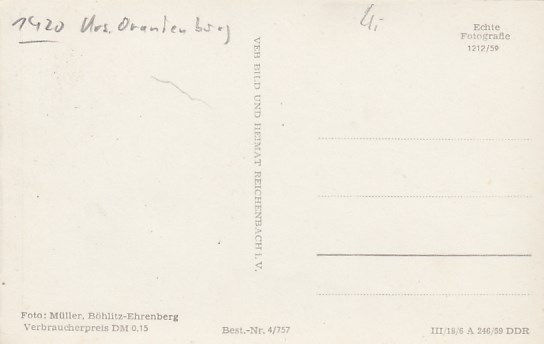 1420 Krs. Oranienburg
4,-
Echte
Fotografie
1212/59
VEB BILD UND HEIMAT REICHENBACH i. V.
Foto: Müller, Böhlitz-Ehrenberg
Verbraucherpreis DM 0,15
Best.-Nr. 4/757
III/18/6 A 246/59 DDR